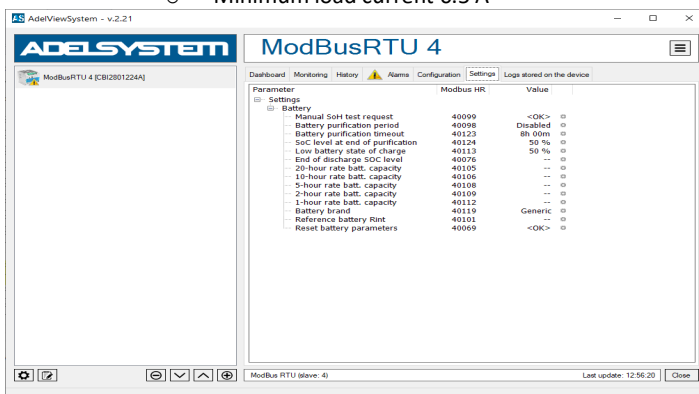 o Minimum load current 0.5 A
AdelViewSystem - v.2.21
ADELSYSTEM
ModBusRTU 4
ModBusRTU 4 [CBI2801224A]
Dashboard Monitoring History Alarms Configuration Settings Logs stored on the device
Parameter Modbus HR Value
Settings
Battery
Manual SoH test request 40099 <OK>
Battery purification period 40098 Disabled
Battery purification timeout 40123 8h 00m
SoC level at end of purification 40124 50 %
Low battery state of charge 40113 50 %
End of discharge SOC level 40076 --
20-hour rate batt. capacity 40105 --
10-hour rate batt. capacity 40106 --
5-hour rate batt. capacity 40108 --
2-hour rate batt. capacity 40109 --
1-hour rate batt. capacity 40112 --
Battery brand 40119 Generic
Reference battery Rint 40101 --
Reset battery parameters 40069 <OK>
ModBus RTU (slave: 4) Last update: 12:56:20 Close